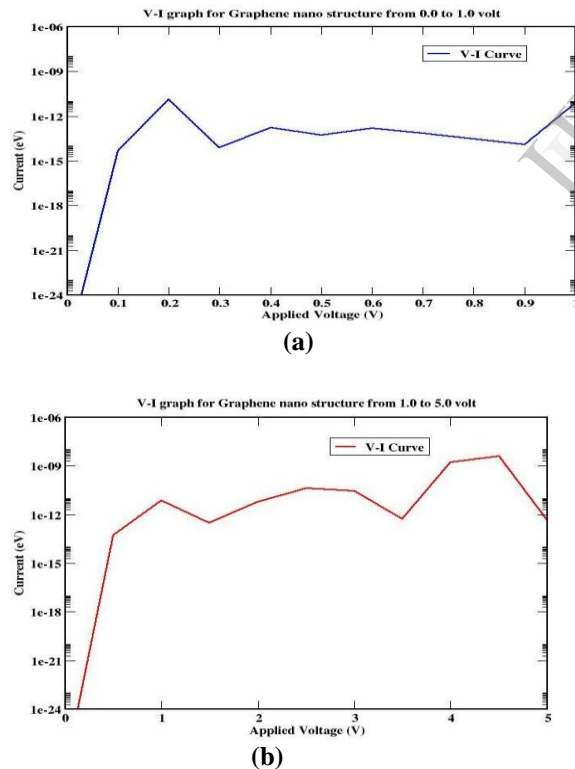 V-I graph for Graphene nano structure from 0.0 to 1.0 volt
1e-06
V-I Curve
1e-09
1e-12
Current (eV)
1e-15
1e-18
1e-21
1e-24
0 0.1 0.2 0.3 0.4 0.5 0.6 0.7 0.8 0.9
Applied Voltage (V)
(a)
V-I graph for Graphene nano structure from 1.0 to 5.0 volt
1e-06
V-I Curve
1e-09
1e-12
Current (eV)
1e-15
1e-18
1e-21
1e-24
0 1 2 3 4 5
Applied Voltage (V)
(b)